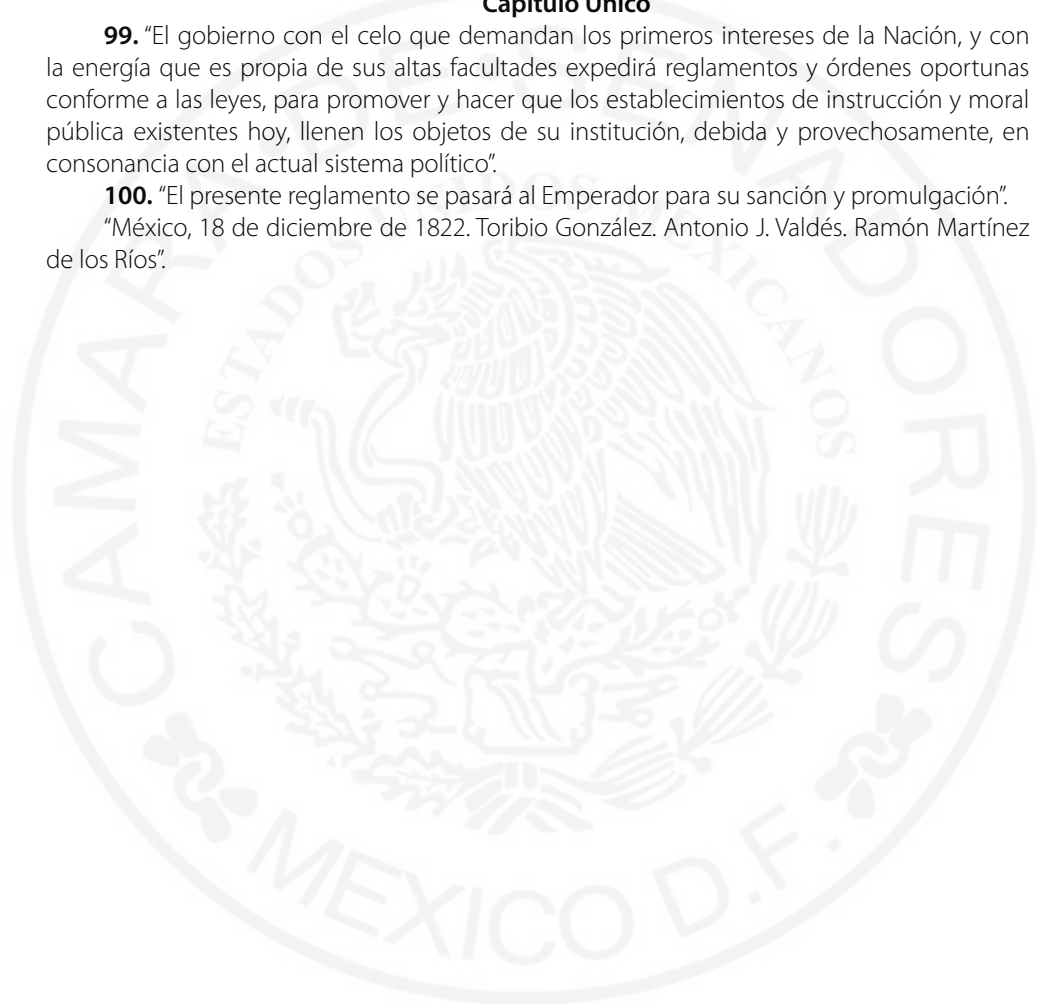 Capítulo Único
99. “El gobierno con el celo que demandan los primeros intereses de la Nación, y con
la energía que es propia de sus altas facultades expedirá reglamentos y órdenes oportunas
conforme a las leyes, para promover y hacer que los establecimientos de instrucción y moral
pública existentes hoy, llenen los objetos de su institución, debida y provechosamente, en
consonancia con el actual sistema político”.
100. “El presente reglamento se pasará al Emperador para su sanción y promulgación”.
“México, 18 de diciembre de 1822. Toribio González. Antonio J. Valdés. Ramón Martínez
de los Ríos”.
CAMARA DE SENADORES
ESTADOS UNIDOS MEXICANOS
MEXICO D.F.